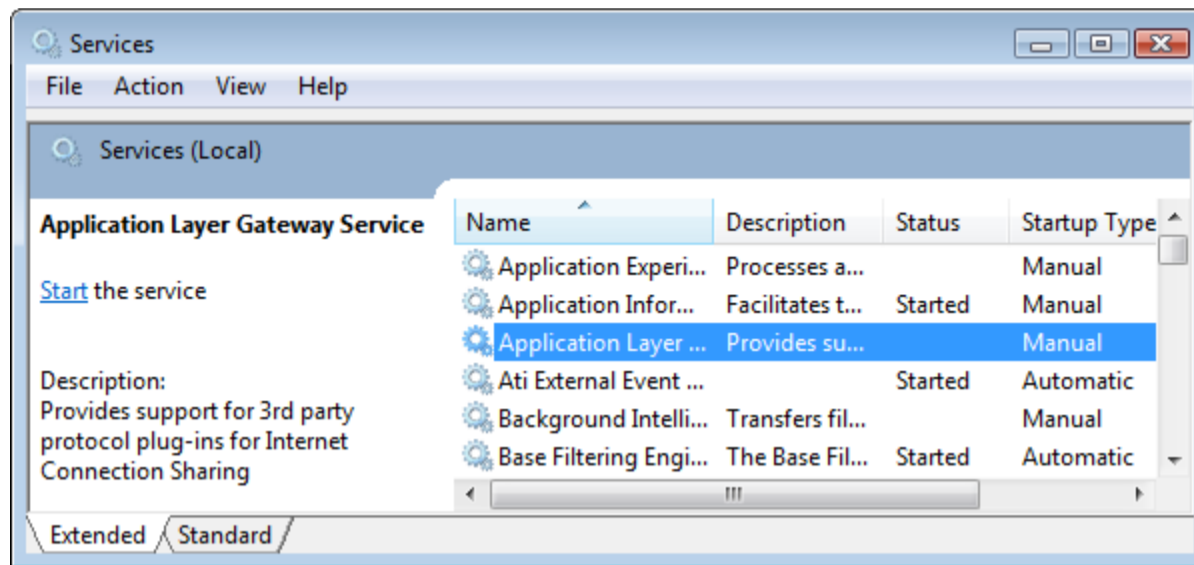 Services
File Action View Help
Services (Local)
Application Layer Gateway Service
Start the service
Description:
Provides support for 3rd party
protocol plug-ins for Internet
Connection Sharing
Name Description Status Startup Type
Application Experi... Processes a... Manual
Application Infor... Facilitates t... Started Manual
Application Layer ... Provides su... Manual
Ati External Event ... Started Automatic
Background Intelli... Transfers fil... Manual
Base Filtering Engi... The Base Fil... Started Automatic
Extended Standard